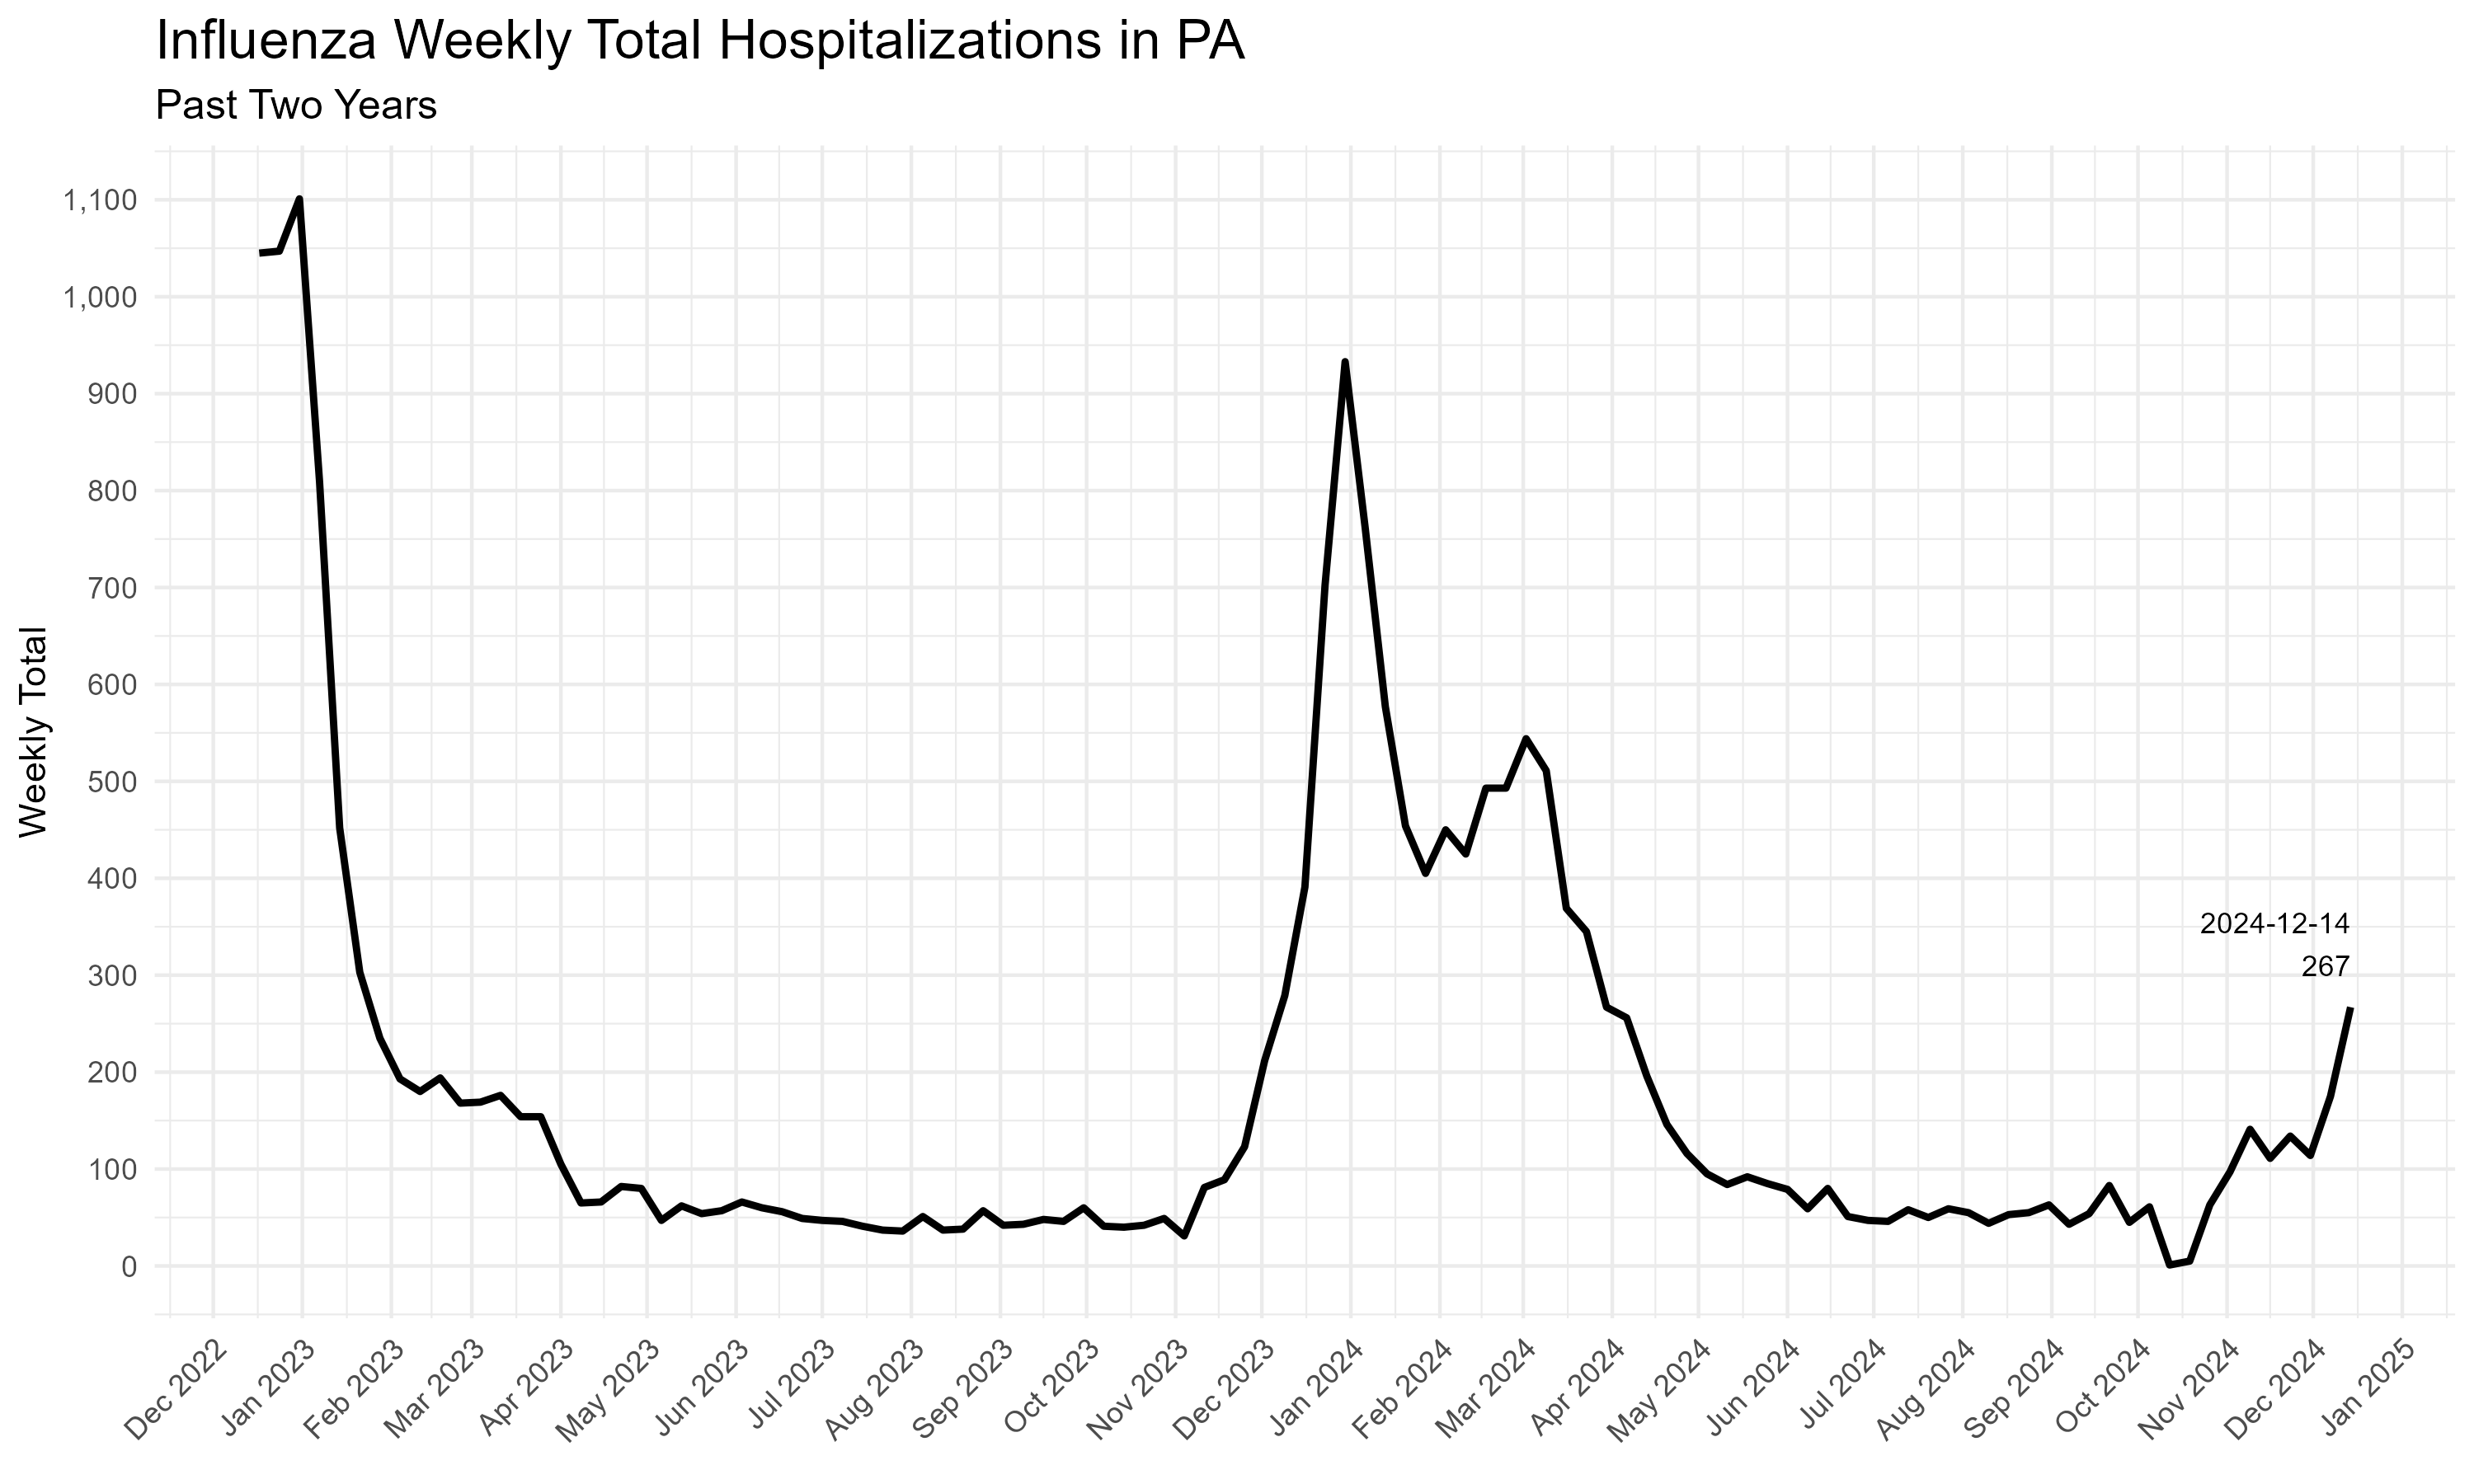 Influenza Weekly Total Hospitalizations in PA
Past Two Years
Weekly Total
1,100
1,000
900
800
700
600
500
400
300
200
100
0
2024-12-14
267
Dec 2022
Jan 2023
Feb 2023
Mar 2023
Apr 2023
May 2023
Jun 2023
Jul 2023
Aug 2023
Sep 2023
Oct 2023
Nov 2023
Dec 2023
Jan 2024
Feb 2024
Mar 2024
Apr 2024
May 2024
Jun 2024
Jul 2024
Aug 2024
Sep 2024
Oct 2024
Nov 2024
Dec 2024
Jan 2025